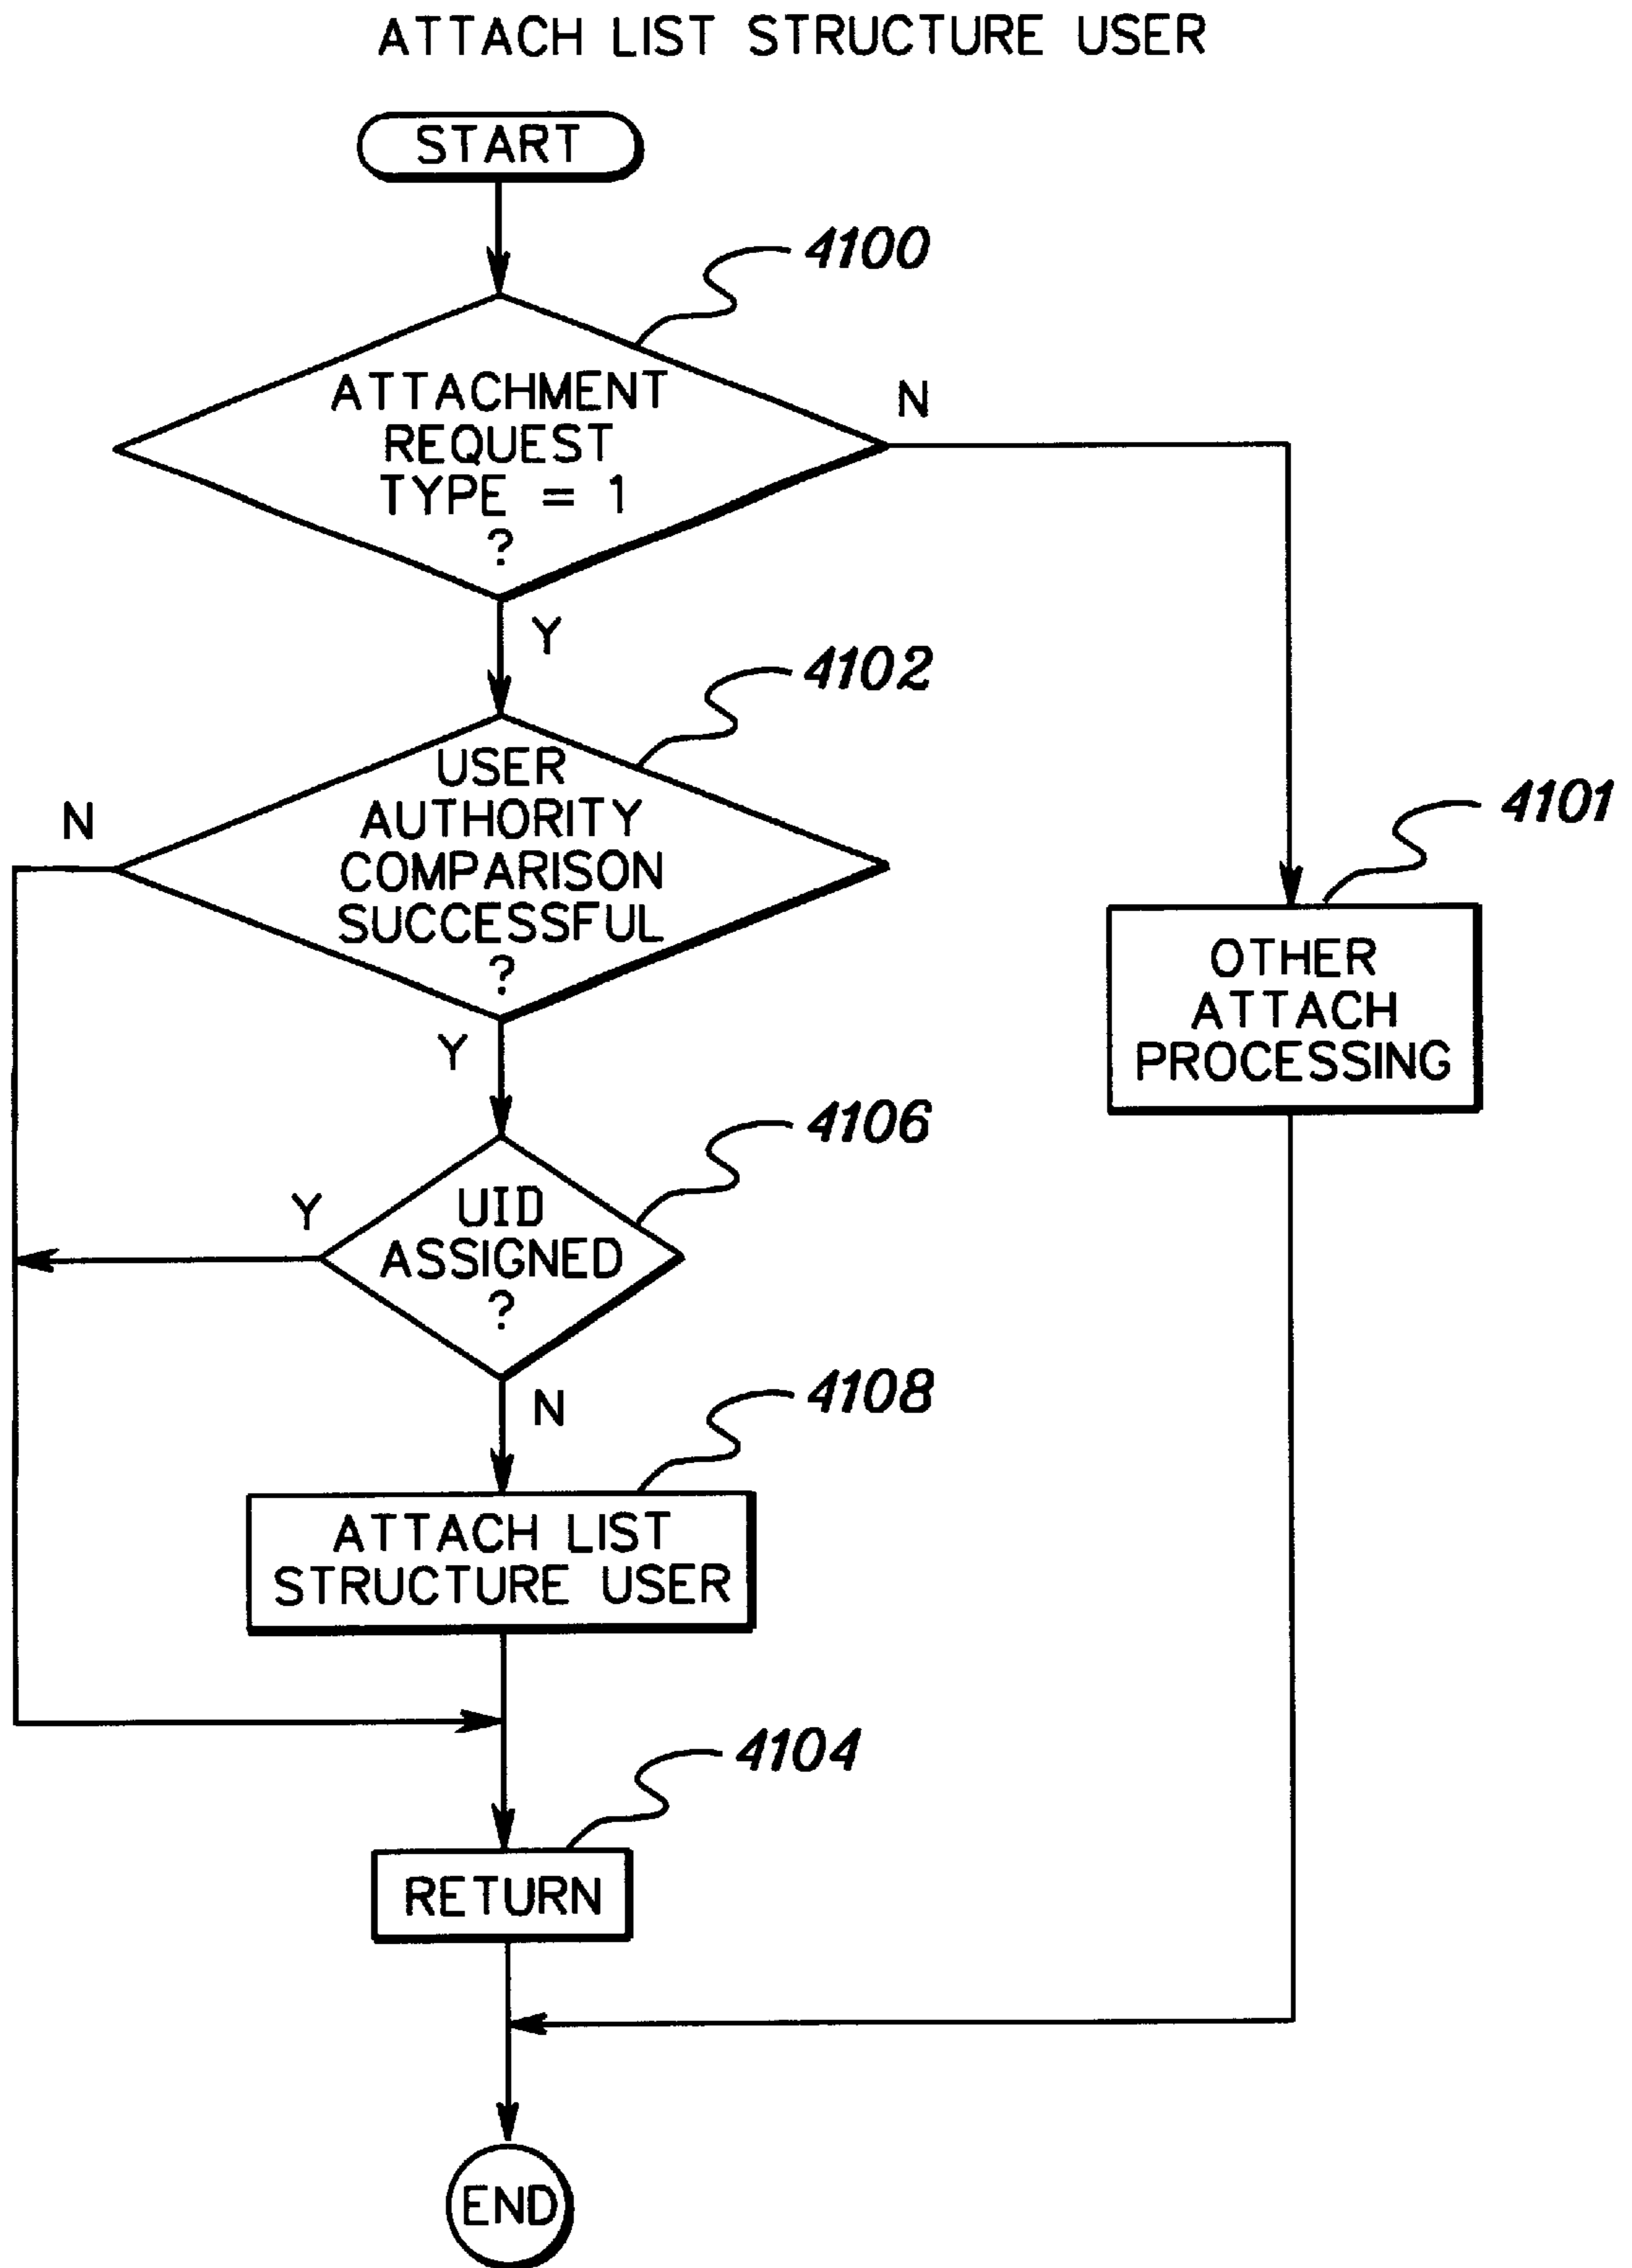 ATTACH LIST STRUCTURE USER
START
4100
ATTACHMENT
REQUEST
TYPE = 1
?
N
Y
4102
USER
AUTHORITY
COMPARISON
SUCCESSFUL
?
N
Y
4101
OTHER
ATTACH
PROCESSING
4106
UID
ASSIGNED
?
Y
N
4108
ATTACH LIST
STRUCTURE USER
4104
RETURN
END